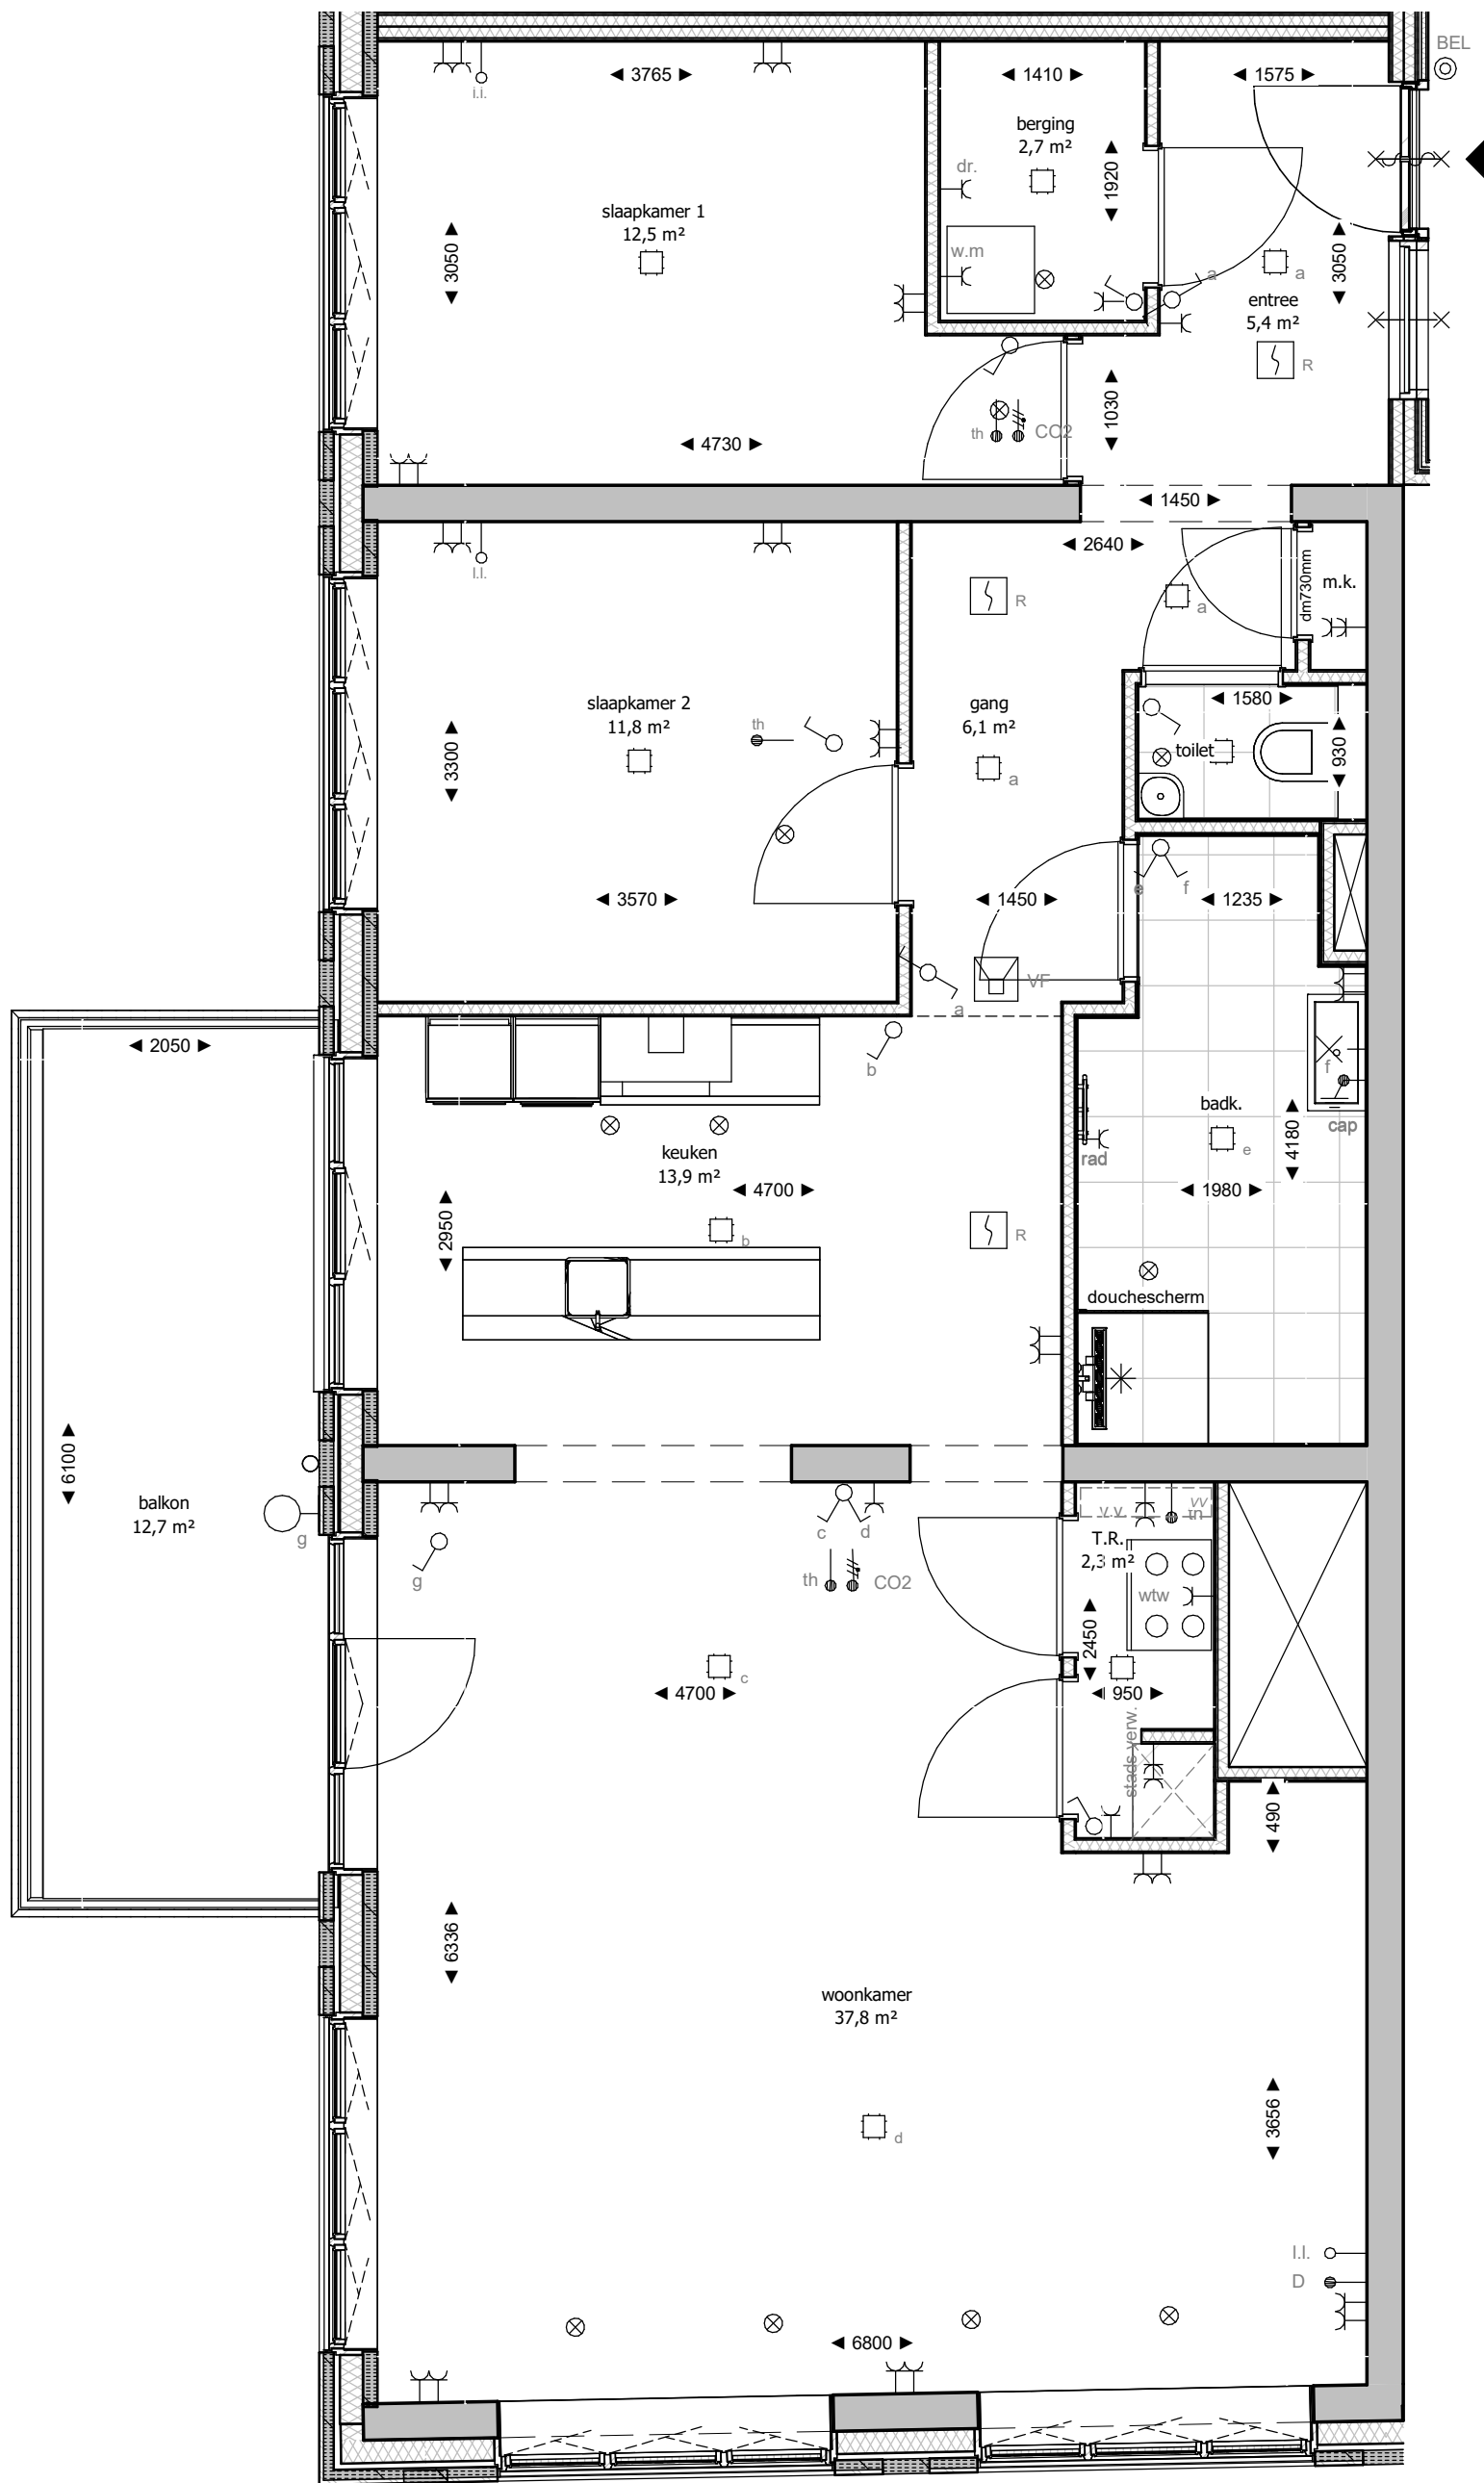 BEL
◄ 3765 ►
◄ 1410 ►
◄ 1575 ►
i.i.
berging
2,7 m²
◄ 1920 ►
dr.
slaapkamer 1
12,5 m²
◄ 3050 ►
w.m
a
a
◄ 3050 ►
entree
5,4 m²
R
◄ 1030 ►
th
CO2
◄ 4730 ►
◄ 1450 ►
◄ 2640 ►
l.l.
dm730mm
m.k.
R
a
slaapkamer 2
11,8 m²
th
gang
6,1 m²
◄ 1580 ►
◄ 930 ►
toilet
◄ 3300 ►
a
e
f
◄ 3570 ►
◄ 1450 ►
◄ 1235 ►
VF
a
◄ 2050 ►
b
f
cap
badk.
e
◄ 4180 ►
rad
keuken
13,9 m²
◄ 4700 ►
◄ 1980 ►
◄ 2950 ►
b
R
douchescherm
◄ 6100 ►
balkon
12,7 m²
g
g
c
d
th
CO2
v.v.
vv
th
T.R.
2,3 m²
wtw
◄ 2450 ►
c
◄ 4700 ►
◄ 950 ►
stads verw.
◄ 490 ►
◄ 6336 ►
woonkamer
37,8 m²
◄ 3656 ►
d
l.l.
D
◄ 6800 ►